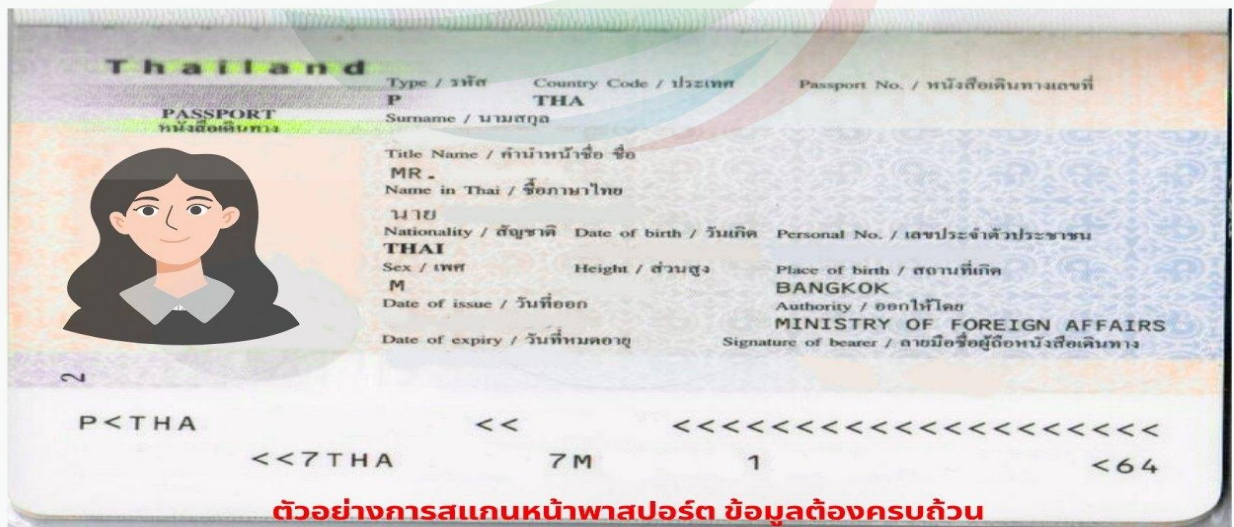 Thailand
PASSPORT
หนังสือเดินทาง
Type / รหัส Country Code / ประเทศ Passport No. / หนังสือเดินทางเลขที่
P THA
Surname / นามสกุล
Title Name / คำนำหน้าชื่อ ชื่อ
MR.
Name in Thai / ชื่อภาษาไทย
นาย
Nationality / สัญชาติ Date of birth / วันเกิด Personal No. / เลขประจำตัวประชาชน
THAI
Sex / เพศ Height / ส่วนสูง Place of birth / สถานที่เกิด
M BANGKOK
Date of issue / วันที่ออก Authority / ออกให้โดย
MINISTRY OF FOREIGN AFFAIRS
Date of expiry / วันที่หมดอายุ Signature of bearer / ลายมือชื่อผู้ถือหนังสือเดินทาง
2
P<THA << <<<<<<<<<<<<<<<<<<<<<
<<7THA 7M 1 <64
ตัวอย่างการสแกนหน้าพาสปอร์ต ข้อมูลต้องครบถ้วน